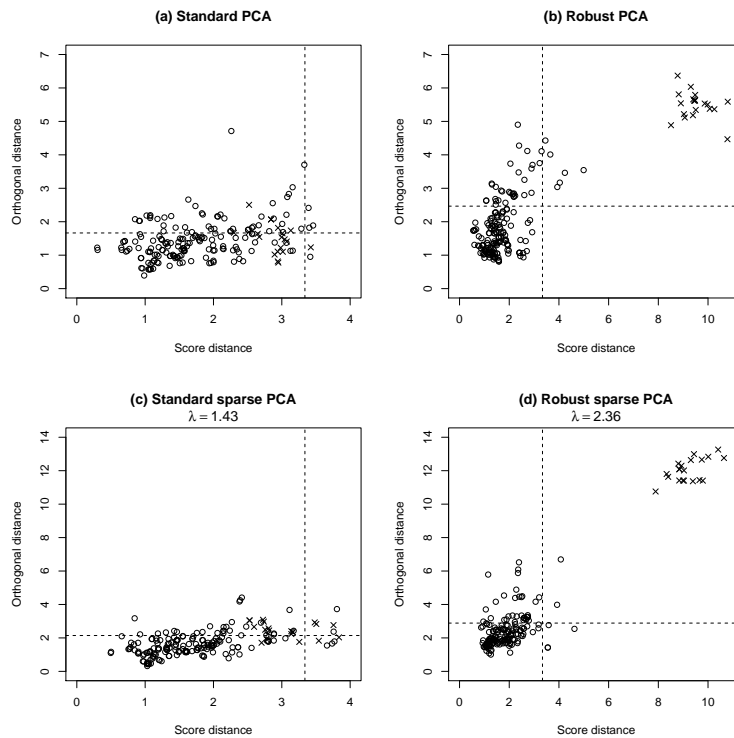 (a) Standard PCA
7
6
5
4
3
2
1
0
Orthogonal distance
0 1 2 3 4
Score distance
(b) Robust PCA
7
6
5
4
3
2
1
0
Orthogonal distance
0 2 4 6 8 10
Score distance
(c) Standard sparse PCA
λ = 1.43
14
12
10
8
6
4
2
0
Orthogonal distance
0 1 2 3 4
Score distance
(d) Robust sparse PCA
λ = 2.36
14
12
10
8
6
4
2
0
Orthogonal distance
0 2 4 6 8 10
Score distance